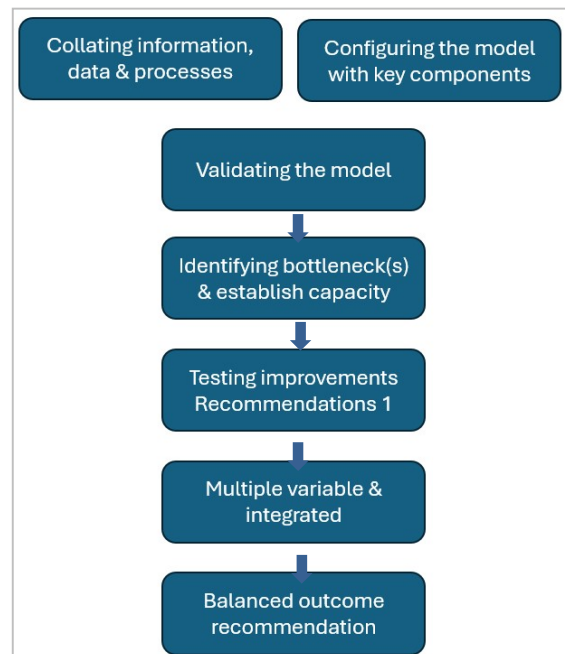 Collating information,
data & processes
Configuring the model
with key components
Validating the model
Identifying bottleneck(s)
& establish capacity
Testing improvements
Recommendations 1
Multiple variable &
integrated
Balanced outcome
recommendation